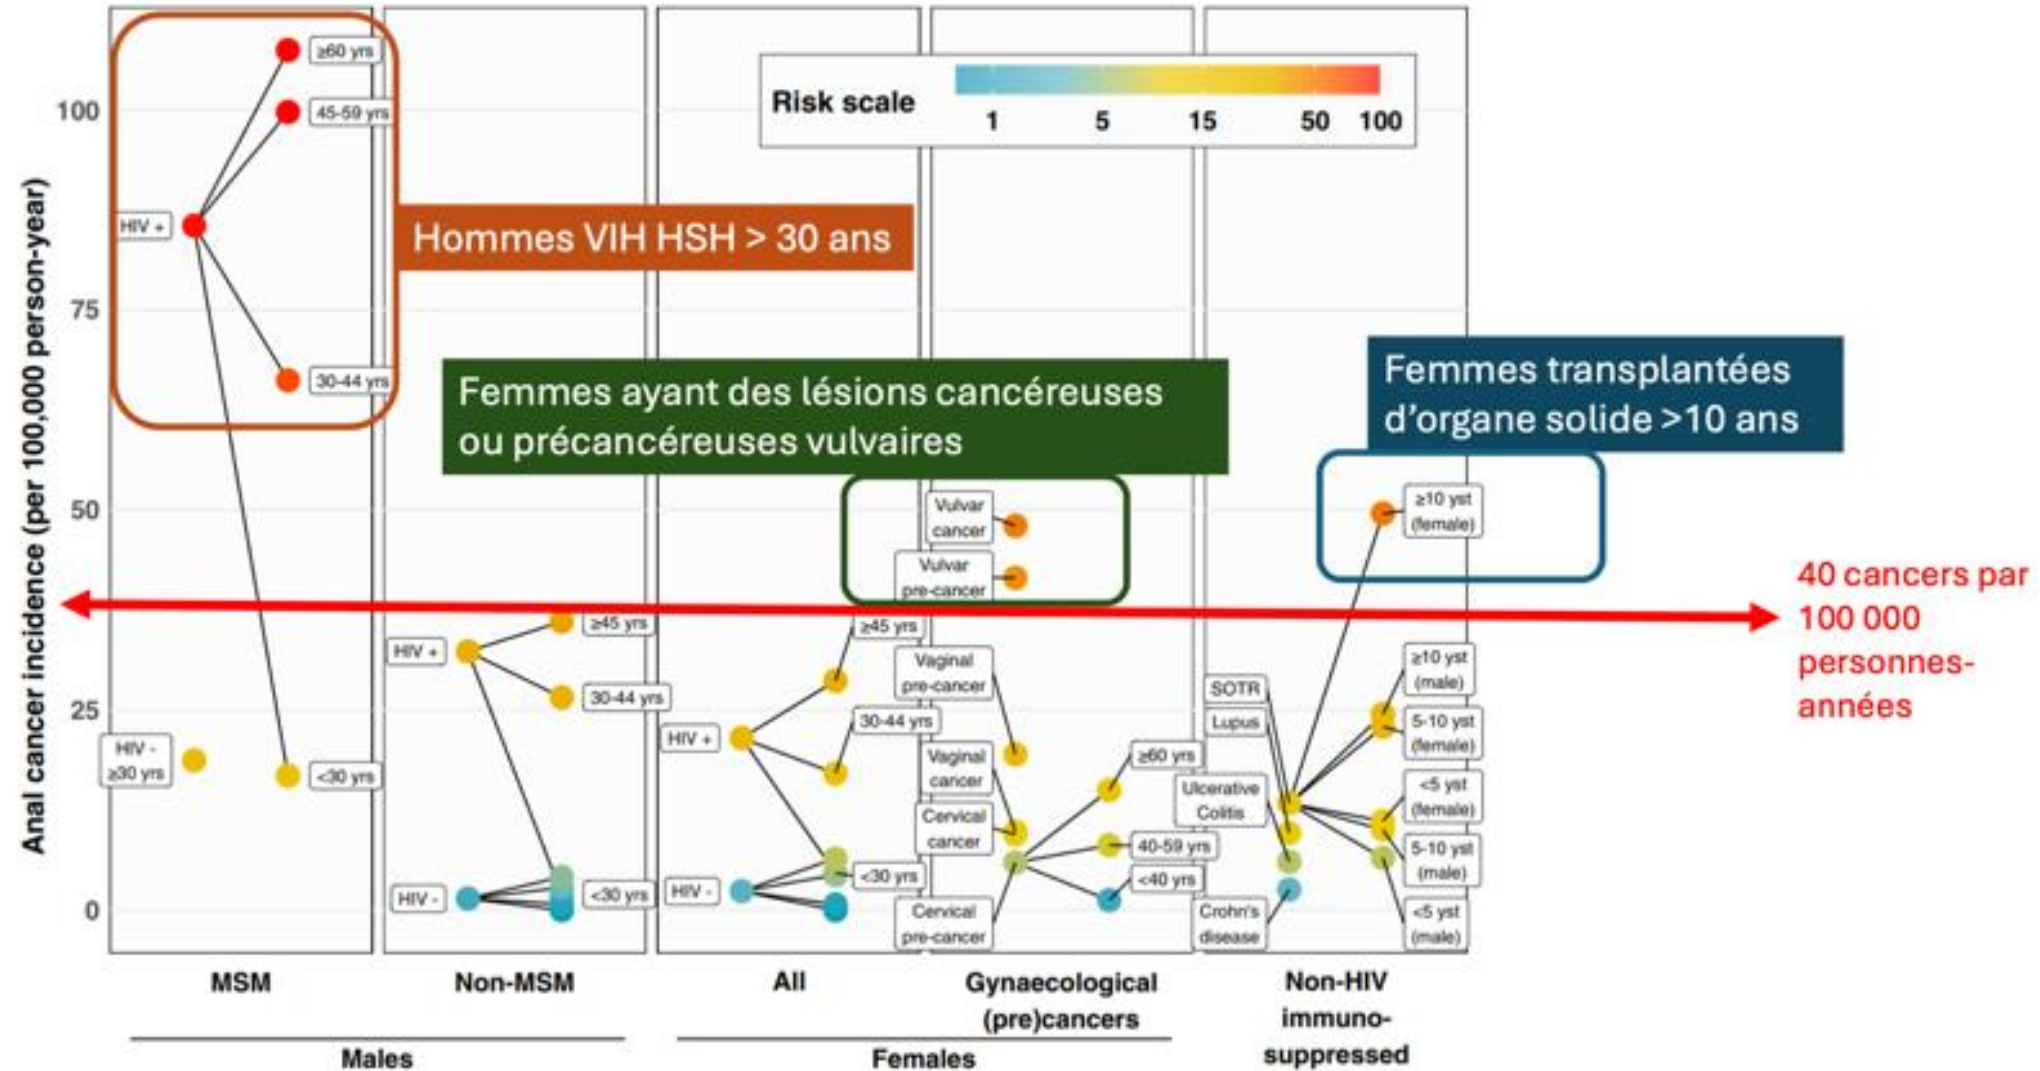 Anal cancer incidence (per 100,000 person-year)
100
75
50
25
0
≥60 yrs
45-59 yrs
HIV +
30-44 yrs
HIV -
≥30 yrs
<30 yrs
Hommes VIH HSH > 30 ans
Risk scale
1
5
15
50
100
Femmes ayant des lésions cancéreuses
ou précancéreuses vulvaires
Femmes transplantées
d'organe solide >10 ans
40 cancers par
100 000
personnes-
années
HIV +
≥45 yrs
30-44 yrs
HIV -
<30 yrs
HIV +
≥45 yrs
30-44 yrs
HIV -
<30 yrs
Vulvar
cancer
Vulvar
pre-cancer
Vaginal
pre-cancer
Vaginal
cancer
Cervical
cancer
Cervical
pre-cancer
≥60 yrs
40-59 yrs
<40 yrs
SOTR
Lupus
Ulcerative
Colitis
Crohn's
disease
≥10 yst
(female)
≥10 yst
(male)
5-10 yst
(female)
<5 yst
(female)
5-10 yst
(male)
<5 yst
(male)
MSM
Non-MSM
All
Gynaecological
(pre)cancers
Non-HIV
immuno-
suppressed
Males
Females